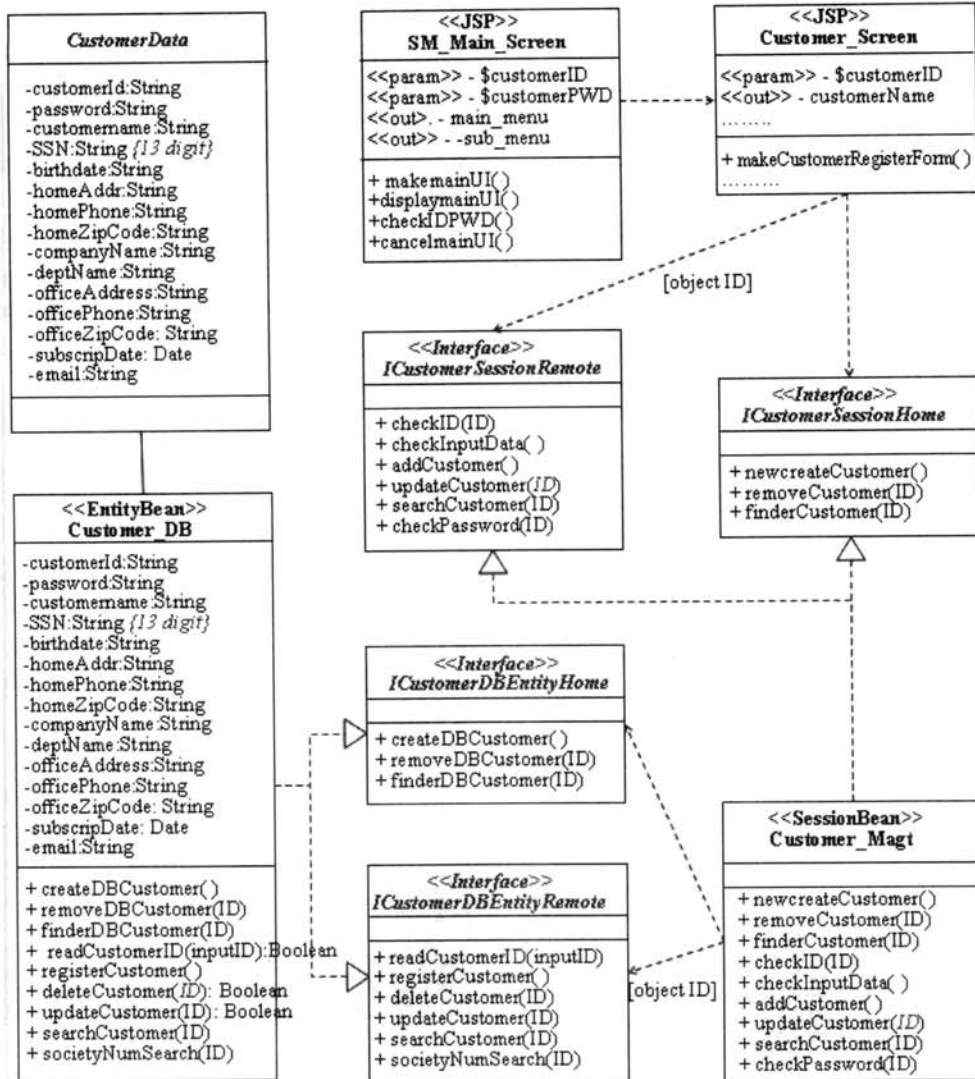 CustomerData
-customerId:String
-password:String
-customername:String
-SSN:String {13 digit}
-birthdate:String
-homeAddr:String
-homePhone:String
-homeZipCode:String
-companyName:String
-deptName:String
-officeAddress:String
-officePhone:String
-officeZipCode: String
-subscripDate: Date
-email:String
<<EntityBean>>
Customer_DB
-customerId:String
-password:String
-customername:String
-SSN:String {13 digit}
-birthdate:String
-homeAddr:String
-homePhone:String
-homeZipCode:String
-companyName:String
-deptName:String
-officeAddress:String
-officePhone:String
-officeZipCode: String
-subscripDate: Date
-email:String
+ createDBCustomer()
+ removeDBCustomer(ID)
+ finderDBCustomer(ID)
+ readCustomerID(inputID):Boolean
+ registerCustomer()
+ deleteCustomer(ID): Boolean
+ updateCustomer(ID): Boolean
+ searchCustomer(ID)
+ societyNumSearch(ID)
<<JSP>>
SM_Main_Screen
<<param>> - $customerID
<<param>> - $customerPWD
<<out>. - main_menu
<<out>> - -sub_menu
+ makemainUI()
+displaymainUI()
+checkIDPWD()
+cancelmainUI()
<<JSP>>
Customer_Screen
<<param>> - $customerID
<<out>> - customerName
........
+ makeCustomerRegisterForm()
.........
[object ID]
<<Interface>>
ICustomerSessionRemote
+ checkID(ID)
+ checkInputData( )
+ addCustomer()
+ updateCustomer(ID)
+ searchCustomer(ID)
+ checkPassword(ID)
<<Interface>>
ICustomerSessionHome
+ newcreateCustomer()
+ removeCustomer(ID)
+ finderCustomer(ID)
<<Interface>>
ICustomerDBEntityHome
+ createDBCustomer()
+ removeDBCustomer(ID)
+ finderDBCustomer(ID)
<<Interface>>
ICustomerDBEntityRemote
+ readCustomerID(inputID)
+ registerCustomer()
+ deleteCustomer(ID)
+ updateCustomer(ID)
+ searchCustomer(ID)
+ societyNumSearch(ID)
[object ID]
<<SessionBean>>
Customer_Magt
+ newcreateCustomer()
+ removeCustomer(ID)
+ finderCustomer(ID)
+ checkID(ID)
+ checkInputData( )
+ addCustomer()
+ updateCustomer(ID)
+ searchCustomer(ID)
+ checkPassword(ID)